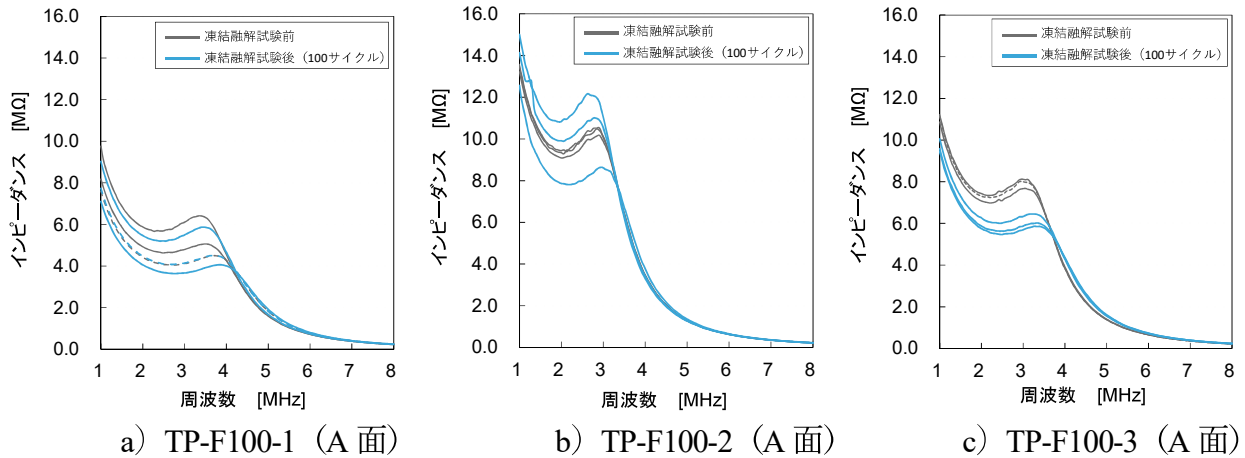 16.0
14.0
12.0
10.0
8.0
6.0
4.0
2.0
0.0
インピーダンス [MΩ]
凍結融解試験前
凍結融解試験後（100サイクル）
1 2 3 4 5 6 7 8
周波数 [MHz]
a）TP-F100-1（A 面）
16.0
14.0
12.0
10.0
8.0
6.0
4.0
2.0
0.0
インピーダンス [MΩ]
凍結融解試験前
凍結融解試験後（100サイクル）
1 2 3 4 5 6 7 8
周波数 [MHz]
b）TP-F100-2（A 面）
16.0
14.0
12.0
10.0
8.0
6.0
4.0
2.0
0.0
インピーダンス [MΩ]
凍結融解試験前
凍結融解試験後（100サイクル）
1 2 3 4 5 6 7 8
周波数 [MHz]
c）TP-F100-3（A 面）